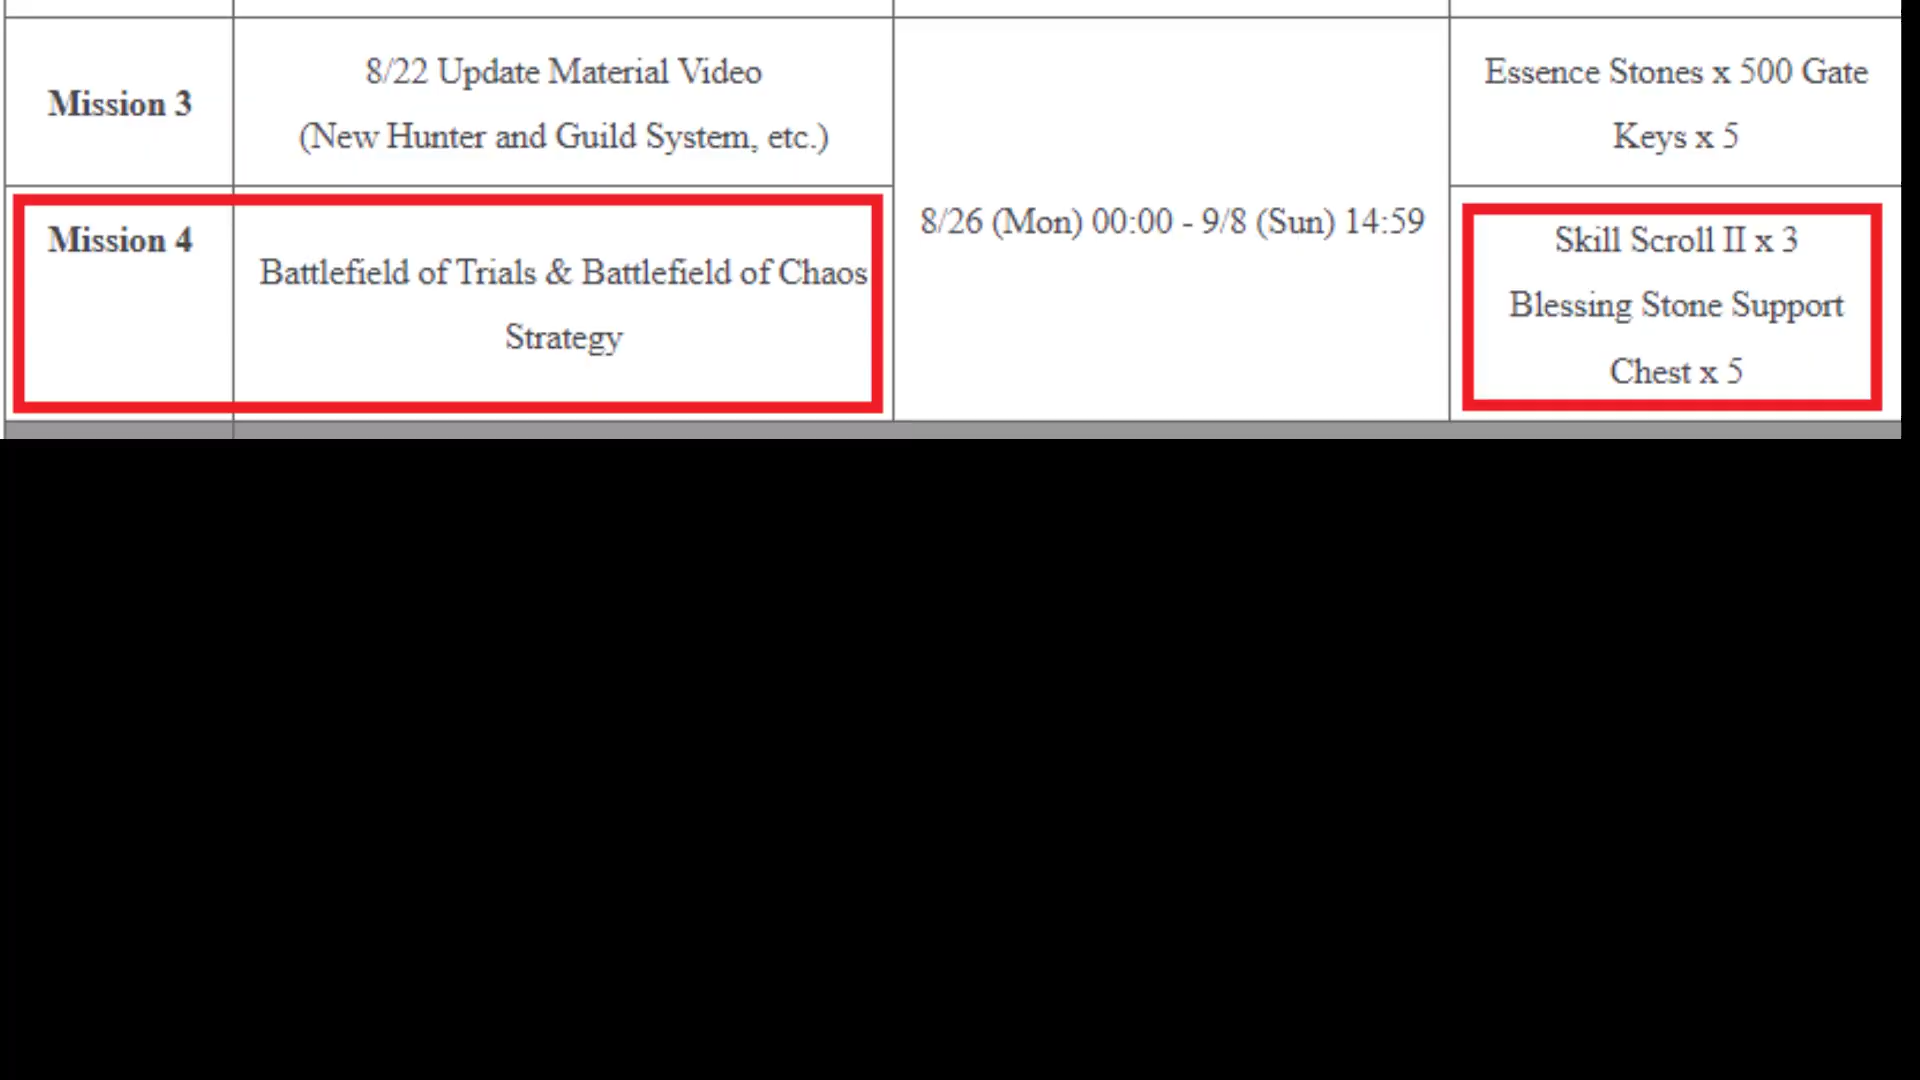 Mission 3
8/22 Update Material Video
(New Hunter and Guild System, etc.)
Essence Stones x 500 Gate
Keys x 5
8/26 (Mon) 00:00 - 9/8 (Sun) 14:59
Mission 4
Battlefield of Trials & Battlefield of Chaos
Strategy
Skill Scroll II x 3
Blessing Stone Support
Chest x 5